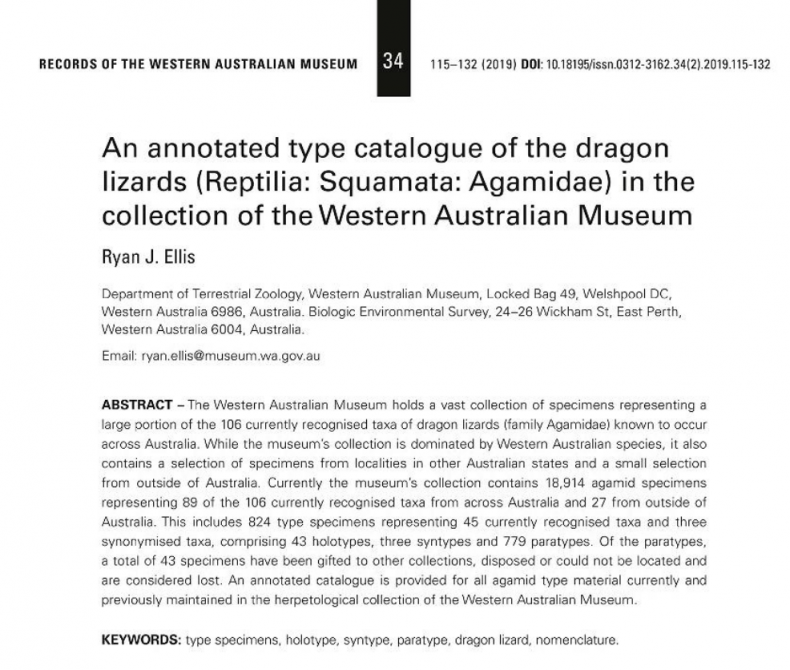 RECORDS OF THE WESTERN AUSTRALIAN MUSEUM 34 115–132 (2019) DOI: 10.18195/issn.0312-3162.34(2).2019.115-132
An annotated type catalogue of the dragon
lizards (Reptilia: Squamata: Agamidae) in the
collection of the Western Australian Museum
Ryan J. Ellis
Department of Terrestrial Zoology, Western Australian Museum, Locked Bag 49, Welshpool DC,
Western Australia 6986, Australia. Biologic Environmental Survey, 24–26 Wickham St, East Perth,
Western Australia 6004, Australia.
Email: ryan.ellis@museum.wa.gov.au
ABSTRACT – The Western Australian Museum holds a vast collection of specimens representing a
large portion of the 106 currently recognised taxa of dragon lizards (family Agamidae) known to occur
across Australia. While the museum's collection is dominated by Western Australian species, it also
contains a selection of specimens from localities in other Australian states and a small selection
from outside of Australia. Currently the museum's collection contains 18,914 agamid specimens
representing 89 of the 106 currently recognised taxa from across Australia and 27 from outside of
Australia. This includes 824 type specimens representing 45 currently recognised taxa and three
synonymised taxa, comprising 43 holotypes, three syntypes and 779 paratypes. Of the paratypes,
a total of 43 specimens have been gifted to other collections, disposed or could not be located and
are considered lost. An annotated catalogue is provided for all agamid type material currently and
previously maintained in the herpetological collection of the Western Australian Museum.
KEYWORDS: type specimens, holotype, syntype, paratype, dragon lizard, nomenclature.